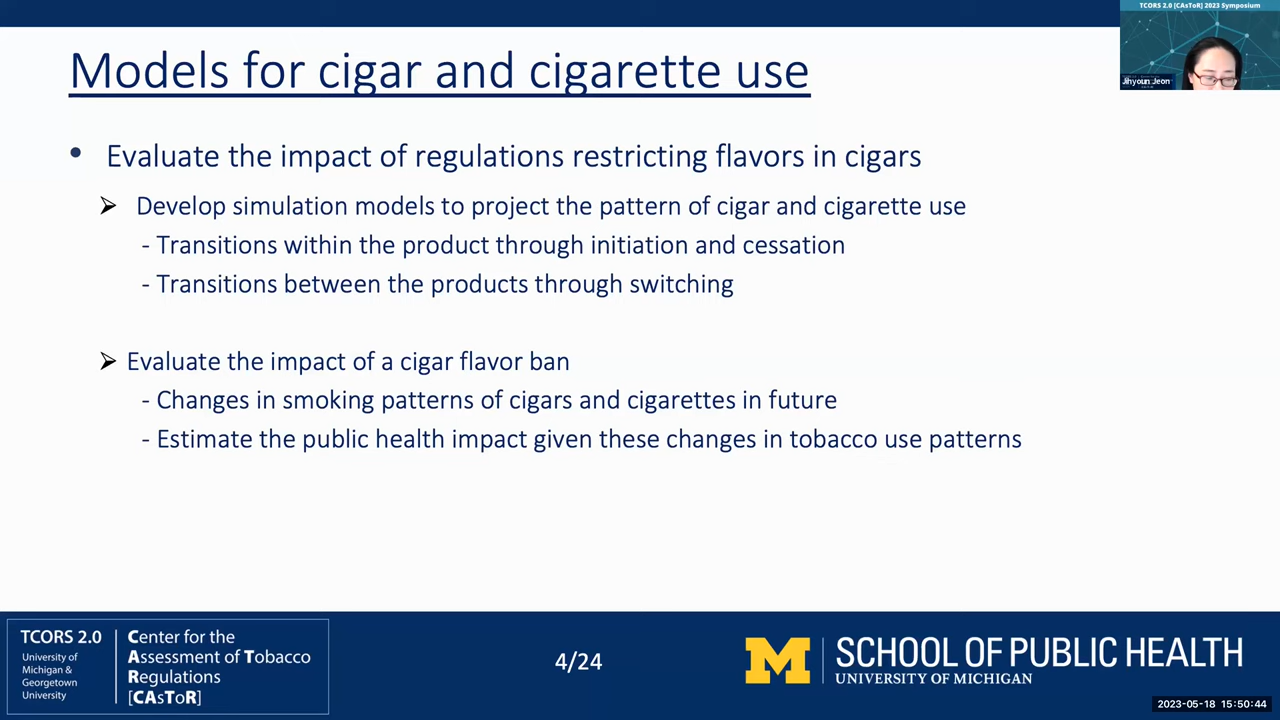 TCORS 2.0 [CAsToR] 2023 Symposium
Jihyoun Jeon
Models for cigar and cigarette use
• Evaluate the impact of regulations restricting flavors in cigars
➢ Develop simulation models to project the pattern of cigar and cigarette use
- Transitions within the product through initiation and cessation
- Transitions between the products through switching
➢ Evaluate the impact of a cigar flavor ban
- Changes in smoking patterns of cigars and cigarettes in future
- Estimate the public health impact given these changes in tobacco use patterns
TCORS 2.0
University of
Michigan &
Georgetown
University
Center for the
Assessment of Tobacco
Regulations
[CAsToR]
4/24
M
SCHOOL OF PUBLIC HEALTH
UNIVERSITY OF MICHIGAN
2023-05-18 15:50:44